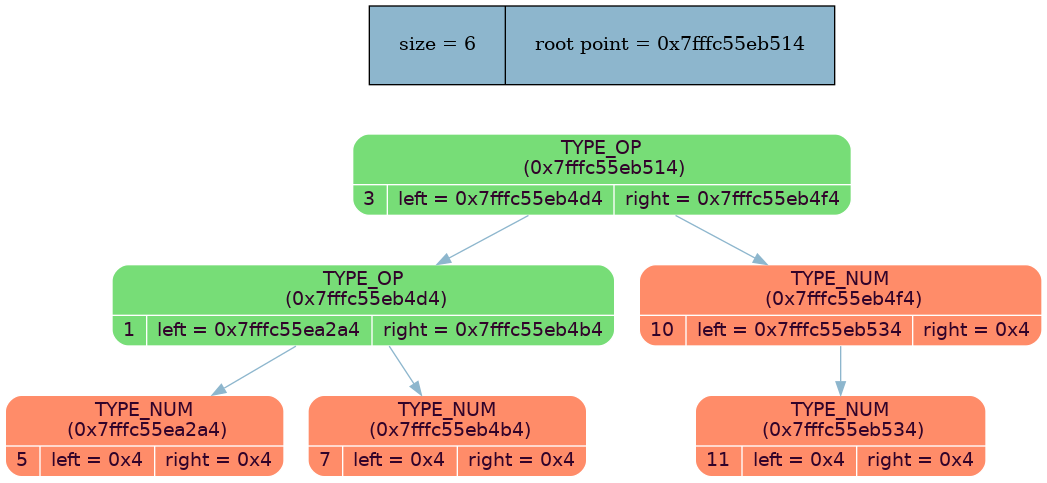 size = 6
root point = 0x7fffc55eb514
TYPE_OP
(0x7fffc55eb514)
3
left = 0x7fffc55eb4d4
right = 0x7fffc55eb4f4
TYPE_OP
(0x7fffc55eb4d4)
1
left = 0x7fffc55ea2a4
right = 0x7fffc55eb4b4
TYPE_NUM
(0x7fffc55eb4f4)
10
left = 0x7fffc55eb534
right = 0x4
TYPE_NUM
(0x7fffc55ea2a4)
5
left = 0x4
right = 0x4
TYPE_NUM
(0x7fffc55eb4b4)
7
left = 0x4
right = 0x4
TYPE_NUM
(0x7fffc55eb534)
11
left = 0x4
right = 0x4